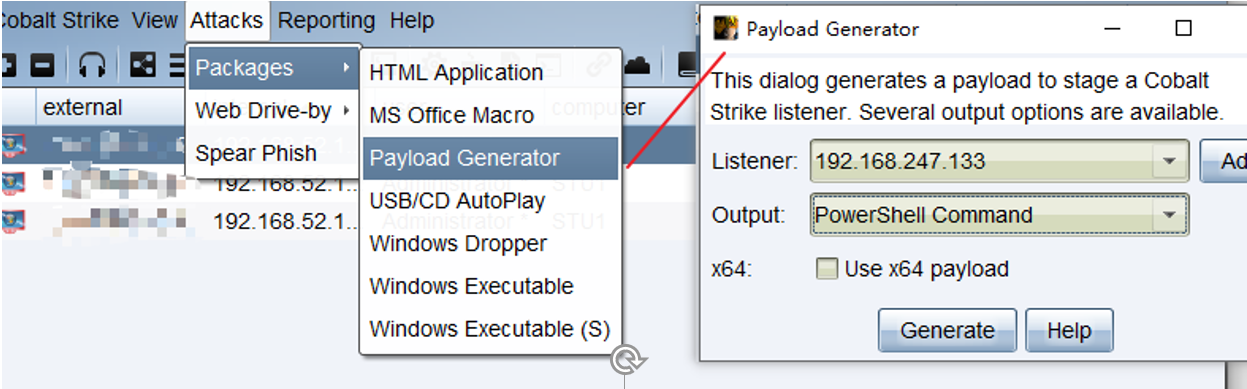 Cobalt Strike View Attacks Reporting Help
external
Packages
Web Drive-by
Spear Phish
HTML Application
MS Office Macro
Payload Generator
USB/CD AutoPlay
Windows Dropper
Windows Executable
Windows Executable (S)
192.168.52.1..
Administrator
STU1
192.168.52.1..
Administrator *
STU1
Payload Generator
This dialog generates a payload to stage a Cobalt
Strike listener. Several output options are available.
Listener: 192.168.247.133
Output: PowerShell Command
x64: Use x64 payload
Generate Help